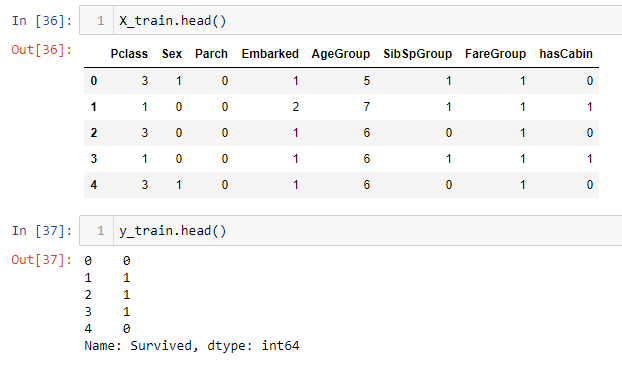 In [36]: 1 X_train.head()
Out[36]:
Pclass Sex Parch Embarked AgeGroup SibSpGroup FareGroup hasCabin
0 3 1 0 1 5 1 1 0
1 1 0 0 2 7 1 1 1
2 3 0 0 1 6 0 1 0
3 1 0 0 1 6 1 1 1
4 3 1 0 1 6 0 1 0
In [37]: 1 y_train.head()
Out[37]: 0 0
1 1
2 1
3 1
4 0
Name: Survived, dtype: int64